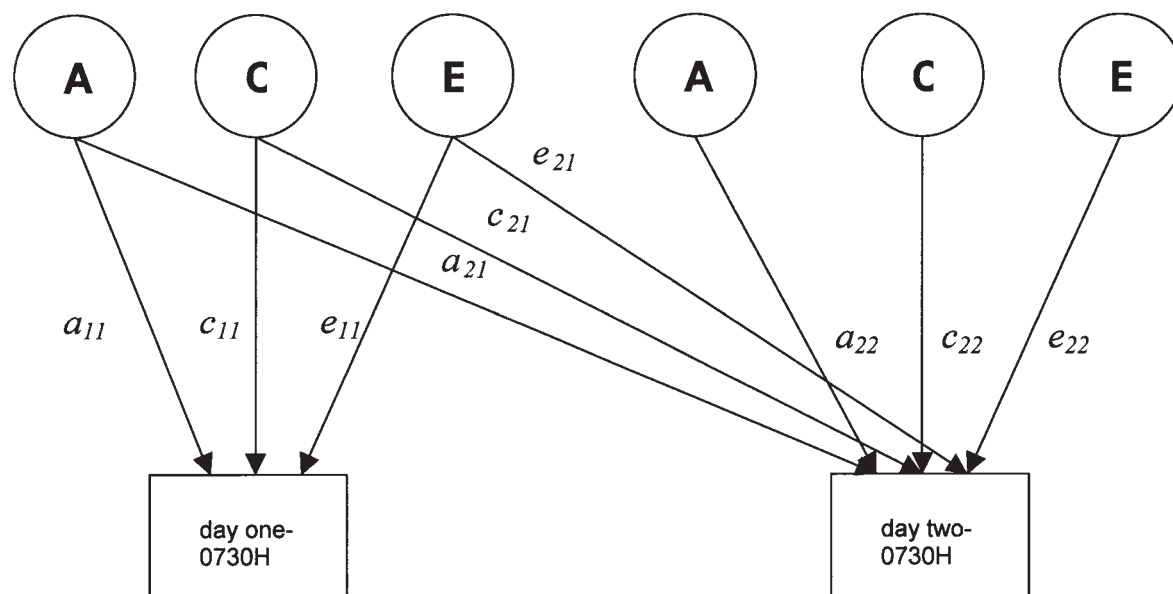 A C E A C E
e21
c21
a21
a11 c11 e11 a22 c22 e22
day one-
0730H
day two-
0730H